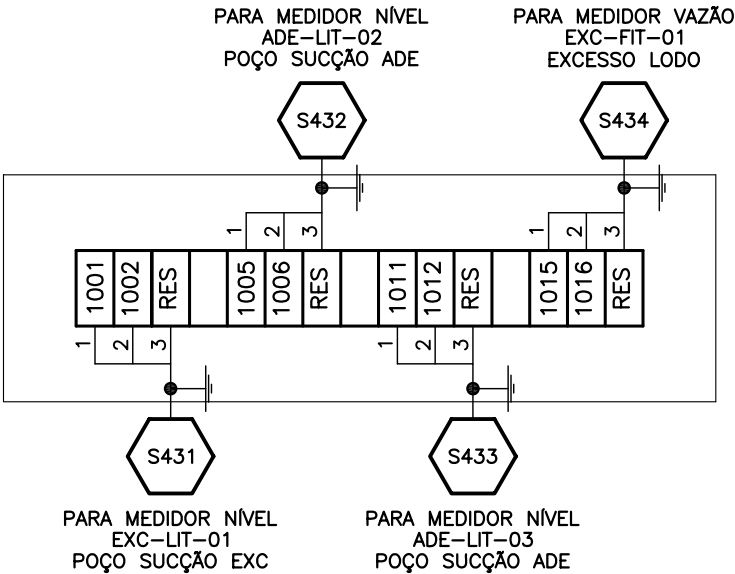 PARA MEDIDOR NÍVEL
ADE-LIT-02
POÇO SUCÇÃO ADE
PARA MEDIDOR VAZÃO
EXC-FIT-01
EXCESSO LODO
S432
S434
1 2 3
1 2 3
1001 1002 RES 1005 1006 RES 1011 1012 RES 1015 1016 RES
1 2 3
1 2 3
S431
S433
PARA MEDIDOR NÍVEL
EXC-LIT-01
POÇO SUCÇÃO EXC
PARA MEDIDOR NÍVEL
ADE-LIT-03
POÇO SUCÇÃO ADE